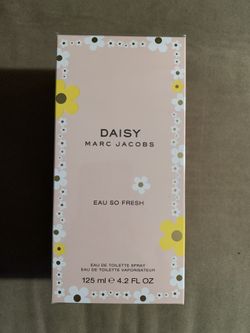 DAISY
MARC JACOBS
EAU SO FRESH
EAU DE TOILETTE SPRAY
EAU DE TOILETTE VAPORISATEUR
125 ml ℮ 4.2 FL OZ